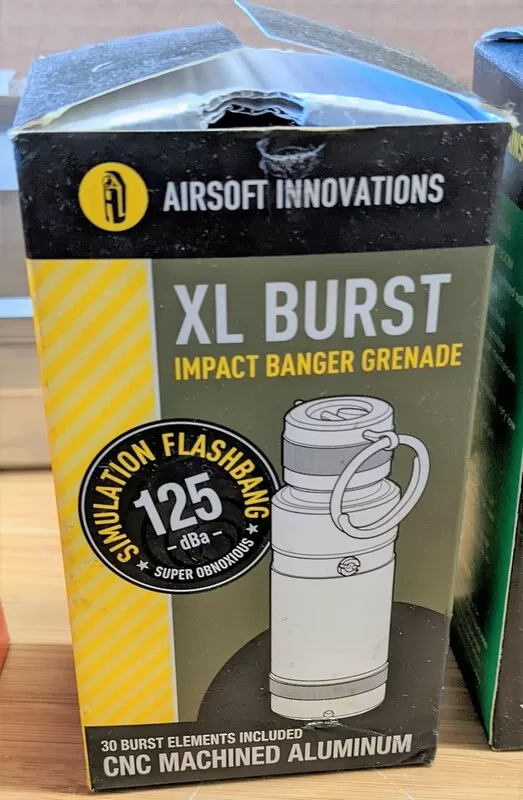 AIRSOFT INNOVATIONS
XL BURST
IMPACT BANGER GRENADE
SIMULATION FLASHBANG
125
- dBa -
★ SUPER OBNOXIOUS ★
30 BURST ELEMENTS INCLUDED
CNC MACHINED ALUMINUM